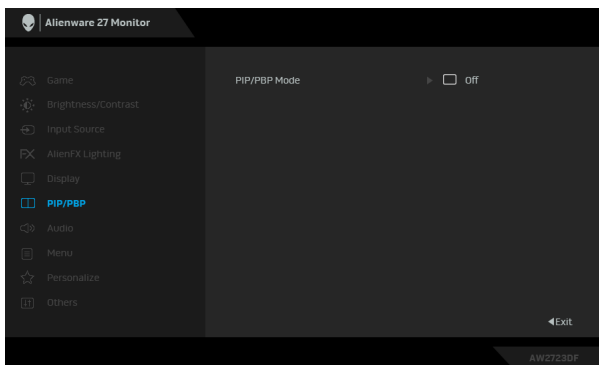 Alienware 27 Monitor
Game
PIP/PBP Mode
Off
Brightness/Contrast
Input Source
AlienFX Lighting
Display
PIP/PBP
Audio
Menu
Personalize
Others
Exit
AW2723DF